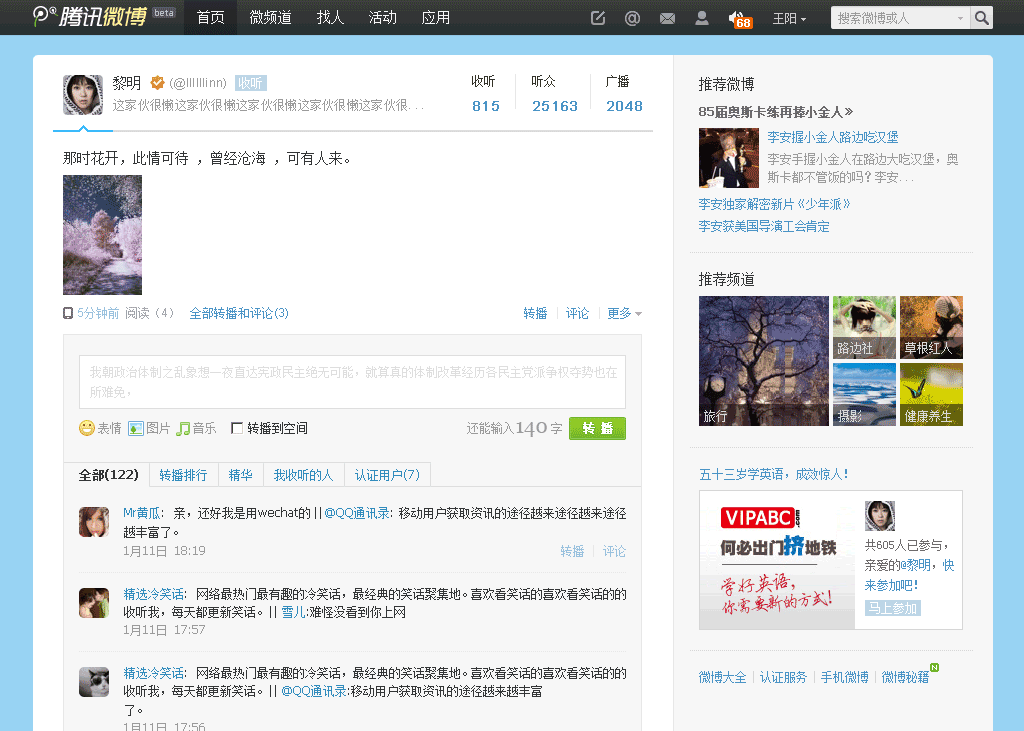 腾讯微博 beta 首页 微频道 找人 活动 应用 68 王阳 搜索微博或人
黎明 (@llllllinn) 收听
这家伙很懒这家伙很懒这家伙很懒这家伙很懒这家伙很...
收听 听众 广播
815 25163 2048
那时花开，此情可待 ，曾经沧海 ，可有人来。
5分钟前 阅读（4） 全部转播和评论(3) 转播 评论 更多
我朝政治体制之乱象想一夜直达宪政民主绝无可能，就算真的体制改革经历各民主党派争权夺势也在
所难免，
表情 图片 音乐 转播到空间 还能输入140字 转 播
全部(122) 转播排行 精华 我收听的人 认证用户(7)
Mr黄瓜：亲，还好我是用wechat的||@QQ通讯录：移动用户获取资讯的途径越来途径越来途径
越丰富了。
1月11日 18:19 转播 评论
精选冷笑话：网络最热门最有趣的冷笑话，最经典的笑话聚集地。喜欢看笑话的喜欢看笑话的的
收听我，每天都更新笑话。|| 雪儿:难怪没看到你上网
1月11日 17:57
精选冷笑话：网络最热门最有趣的冷笑话，最经典的笑话聚集地。喜欢看笑话的喜欢看笑话的的
收听我，每天都更新笑话。|| @QQ通讯录:移动用户获取资讯的途径越来越丰富
了。
1月11日 17:56
推荐微博
85届奥斯卡练再捧小金人»
李安握小金人路边吃汉堡
李安手握小金人在路边大吃汉堡，奥
斯卡都不管饭的吗？李安...
李安独家解密新片《少年派》
李安获美国导演工会肯定
推荐频道
旅行
路边社
草根红人
摄影
健康养生
五十三岁学英语，成效惊人！
VIPABC.com
何必出门挤地铁
学好英语，
你需要新的方式！
共605人已参与，
亲爱的@黎明，快
来参加吧！
马上参加
微博大全 认证服务 手机微博 微博秘籍 N